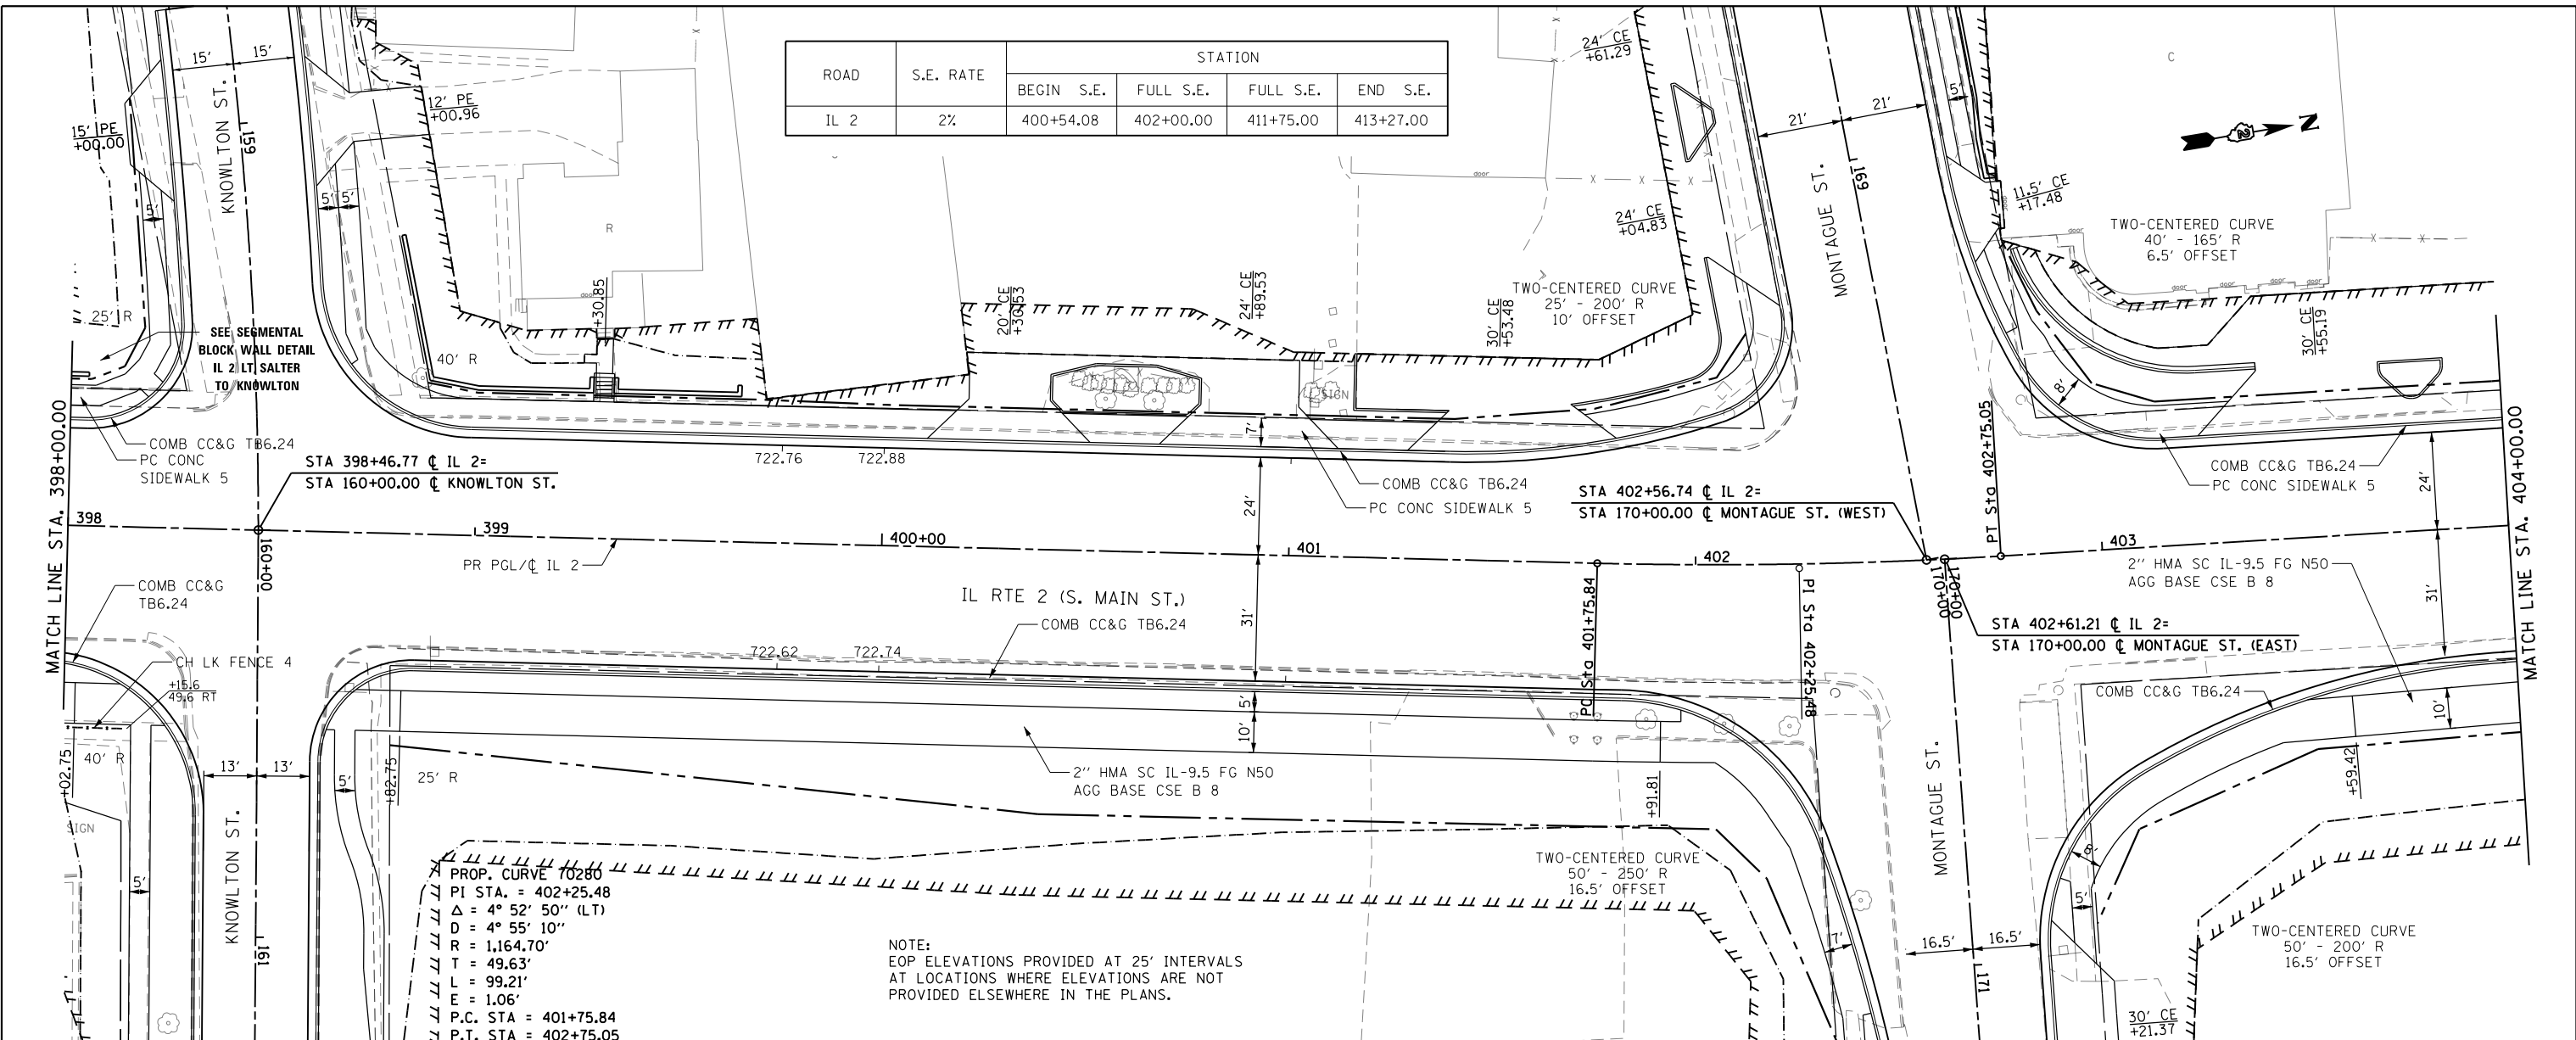 ROAD
S.E. RATE
STATION
BEGIN S.E.
FULL S.E.
FULL S.E.
END S.E.
IL 2
2%
400+54.08
402+00.00
411+75.00
413+27.00
15'
15'
KNOWLTON ST.
159
15' PE
+00.00
12' PE
+00.96
5'
5'
5'
25' R
SEE SEGMENTAL
BLOCK WALL DETAIL
IL 2 LT SALTER
TO KNOWLTON
40' R
R
door
+30.85
20' CE
+30.53
24' CE
+89.53
30' CE
+53.48
SIGN
24' CE
+61.29
24' CE
+04.83
door
TWO-CENTERED CURVE
25' - 200' R
10' OFFSET
21'
21'
MONTAGUE ST.
169
5'
11.5' CE
+17.48
C
N
2
TWO-CENTERED CURVE
40' - 165' R
6.5' OFFSET
door
door
door
door
door
door
30' CE
+55.19
8'
COMB CC&G TB6.24
PC CONC
SIDEWALK 5
STA 398+46.77 ℄ IL 2=
STA 160+00.00 ℄ KNOWLTON ST.
722.76
722.88
7'
COMB CC&G TB6.24
PC CONC SIDEWALK 5
STA 402+56.74 ℄ IL 2=
STA 170+00.00 ℄ MONTAGUE ST. (WEST)
PT Sta 402+75.05
COMB CC&G TB6.24
PC CONC SIDEWALK 5
24'
24'
MATCH LINE STA. 398+00.00
MATCH LINE STA. 404+00.00
398
399
400+00
401
402
403
160+00
PR PGL/℄ IL 2
170+00
170+00
2" HMA SC IL-9.5 FG N50
AGG BASE CSE B 8
COMB CC&G
TB6.24
IL RTE 2 (S. MAIN ST.)
COMB CC&G TB6.24
31'
31'
PC Sta 401+75.84
PI Sta 402+25.48
STA 402+61.21 ℄ IL 2=
STA 170+00.00 ℄ MONTAGUE ST. (EAST)
CH LK FENCE 4
+15.6
49.6 RT
722.62
722.74
COMB CC&G TB6.24
5'
10'
10'
+02.75
40' R
13'
13'
5'
+82.75
25' R
2" HMA SC IL-9.5 FG N50
AGG BASE CSE B 8
+91.81
+59.42
SIGN
KNOWLTON ST.
MONTAGUE ST.
5'
161
PROP. CURVE 70280
PI STA. = 402+25.48
Δ = 4° 52' 50" (LT)
D = 4° 55' 10"
R = 1,164.70'
T = 49.63'
L = 99.21'
E = 1.06'
P.C. STA = 401+75.84
P.T. STA = 402+75.05
NOTE:
EOP ELEVATIONS PROVIDED AT 25' INTERVALS
AT LOCATIONS WHERE ELEVATIONS ARE NOT
PROVIDED ELSEWHERE IN THE PLANS.
TWO-CENTERED CURVE
50' - 250' R
16.5' OFFSET
7'
16.5'
16.5'
171
8'
5'
TWO-CENTERED CURVE
50' - 200' R
16.5' OFFSET
30' CE
+21.37